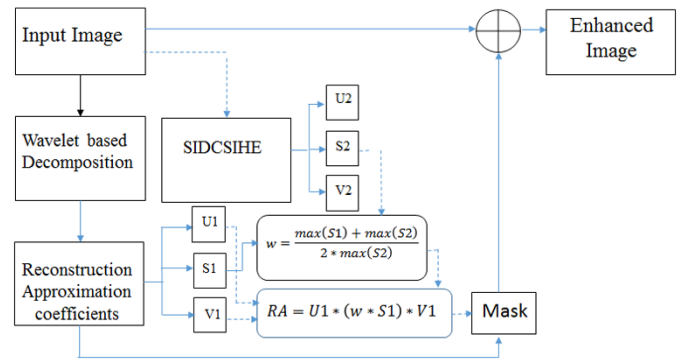 Input Image
Enhanced
Image
U2
Wavelet based
Decomposition
SIDCSIHE
S2
V2
U1
w = max(S1) + max(S2) / 2 * max(S2)
Reconstruction
Approximation
coefficients
S1
V1
RA = U1 * (w * S1) * V1
Mask